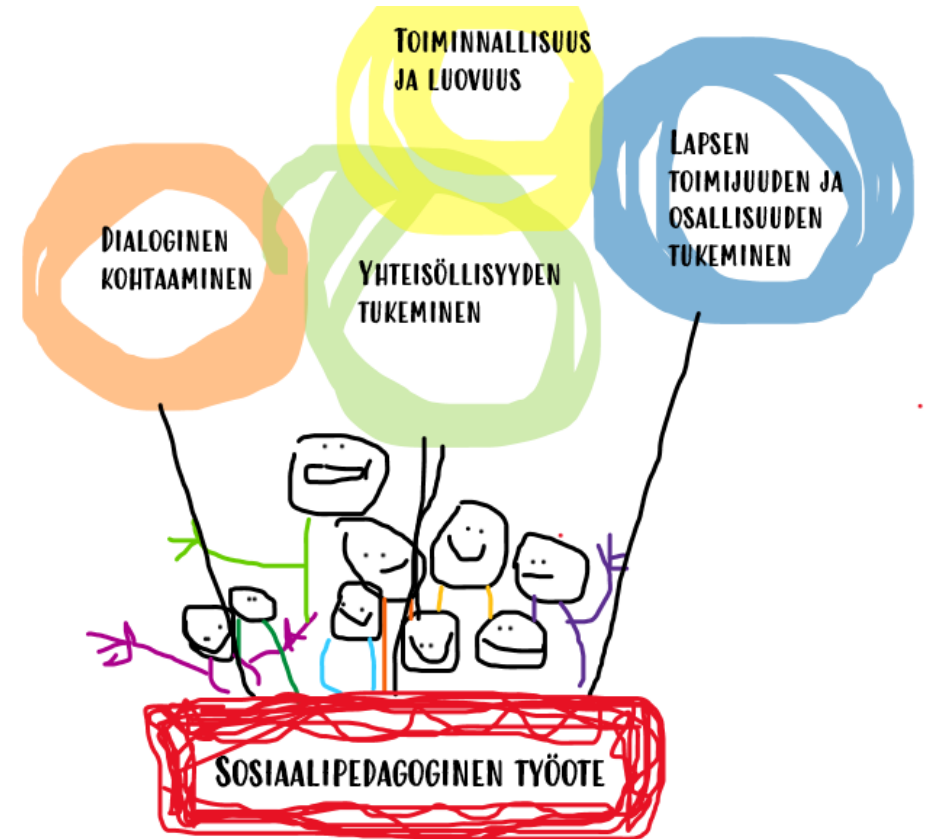 TOIMINNALLISUUS
JA LUOVUUS
LAPSEN
TOIMIJUUDEN JA
OSALLISUUDEN
TUKEMINEN
DIALOGINEN
KOHTAAMINEN
YHTEISÖLLISYYDEN
TUKEMINEN
SOSIAALIPEDAGOGINEN TYÖOTE